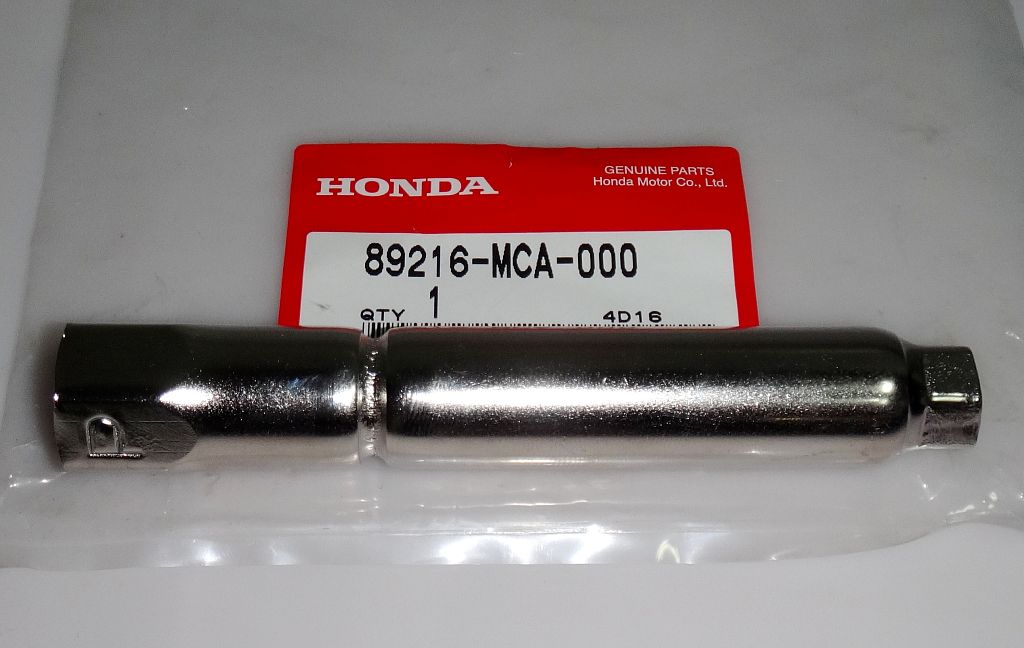 HONDA
GENUINE PARTS
Honda Motor Co., Ltd.
89216-MCA-000
QTY 1 4D16